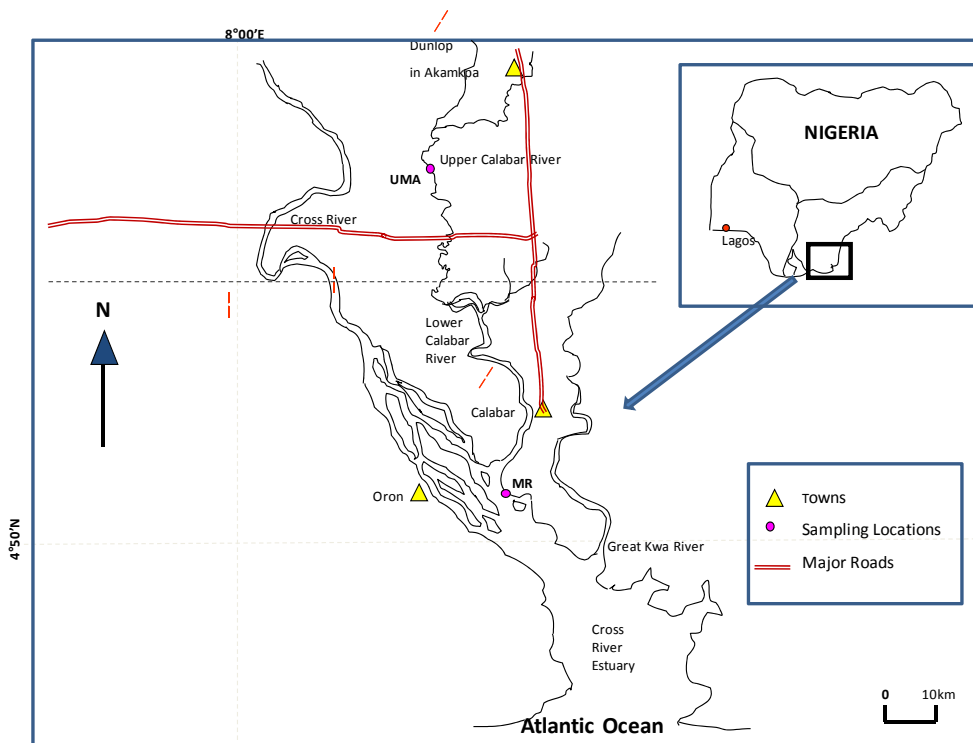 8°00'E
Dunlop
in Akamkpa
NIGERIA
Upper Calabar River
UMA
Cross River
Lagos
N
Lower
Calabar
River
Calabar
MR
Oron
Towns
Sampling Locations
Major Roads
4°50'N
Great Kwa River
Cross
River
Estuary
0 10km
Atlantic Ocean